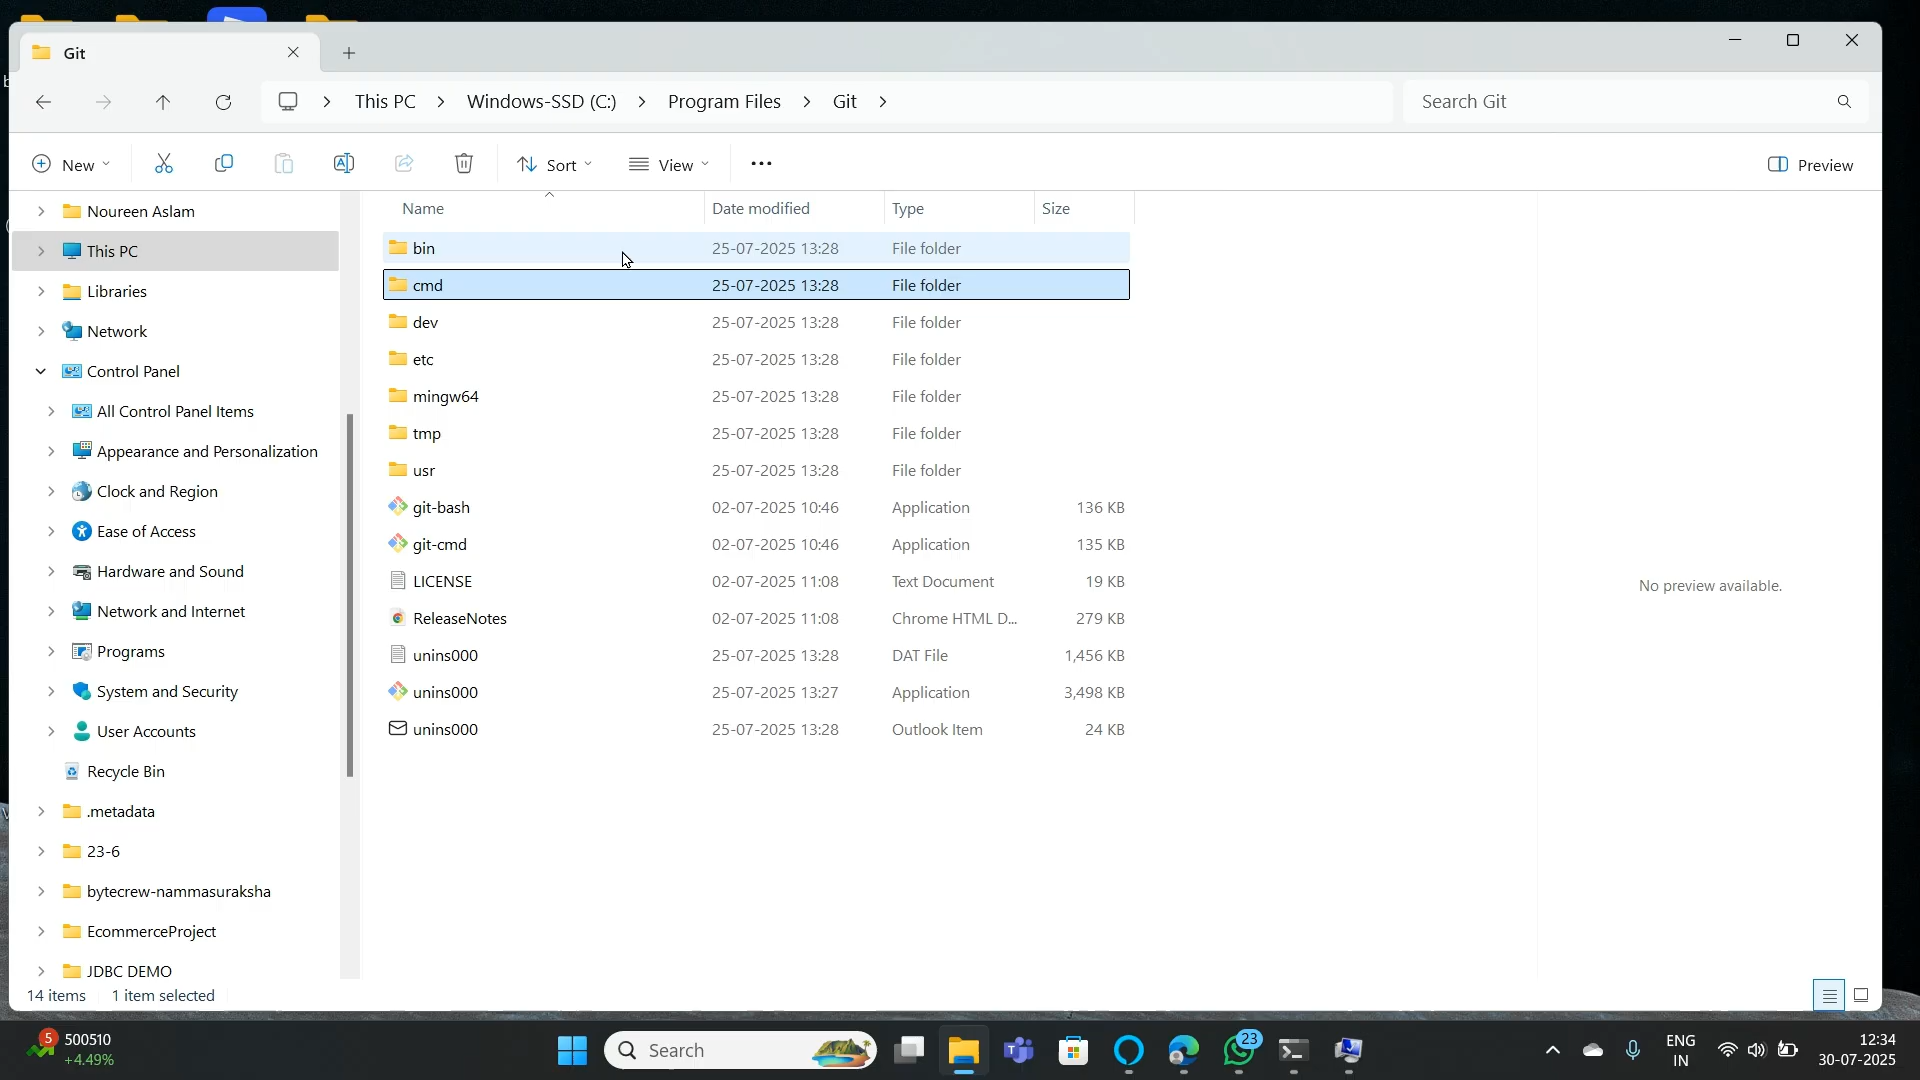 Git
This PC
Windows-SSD (C:)
Program Files
Git
Search Git
New
Sort
View
Preview
Noureen Aslam
This PC
Libraries
Network
Control Panel
All Control Panel Items
Appearance and Personalization
Clock and Region
Ease of Access
Hardware and Sound
Network and Internet
Programs
System and Security
User Accounts
Recycle Bin
.metadata
23-6
bytecrew-nammasuraksha
EcommerceProject
JDBC DEMO
Name Date modified Type Size
bin 25-07-2025 13:28 File folder
cmd 25-07-2025 13:28 File folder
dev 25-07-2025 13:28 File folder
etc 25-07-2025 13:28 File folder
mingw64 25-07-2025 13:28 File folder
tmp 25-07-2025 13:28 File folder
usr 25-07-2025 13:28 File folder
git-bash 02-07-2025 10:46 Application 136 KB
git-cmd 02-07-2025 10:46 Application 135 KB
LICENSE 02-07-2025 11:08 Text Document 19 KB
ReleaseNotes 02-07-2025 11:08 Chrome HTML D... 279 KB
unins000 25-07-2025 13:28 DAT File 1,456 KB
unins000 25-07-2025 13:27 Application 3,498 KB
unins000 25-07-2025 13:28 Outlook Item 24 KB
No preview available.
14 items 1 item selected
5
500510
+4.49%
Search
23
ENG
IN
12:34
30-07-2025